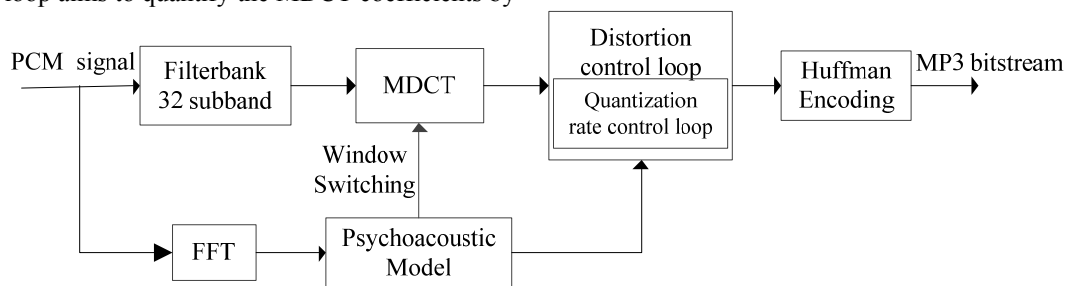 loop aims to quantify the MDCT coefficients by
PCM signal
Filterbank
32 subband
MDCT
Distortion
control loop
Quantization
rate control loop
Huffman
Encoding
MP3 bitstream
Window
Switching
FFT
Psychoacoustic
Model